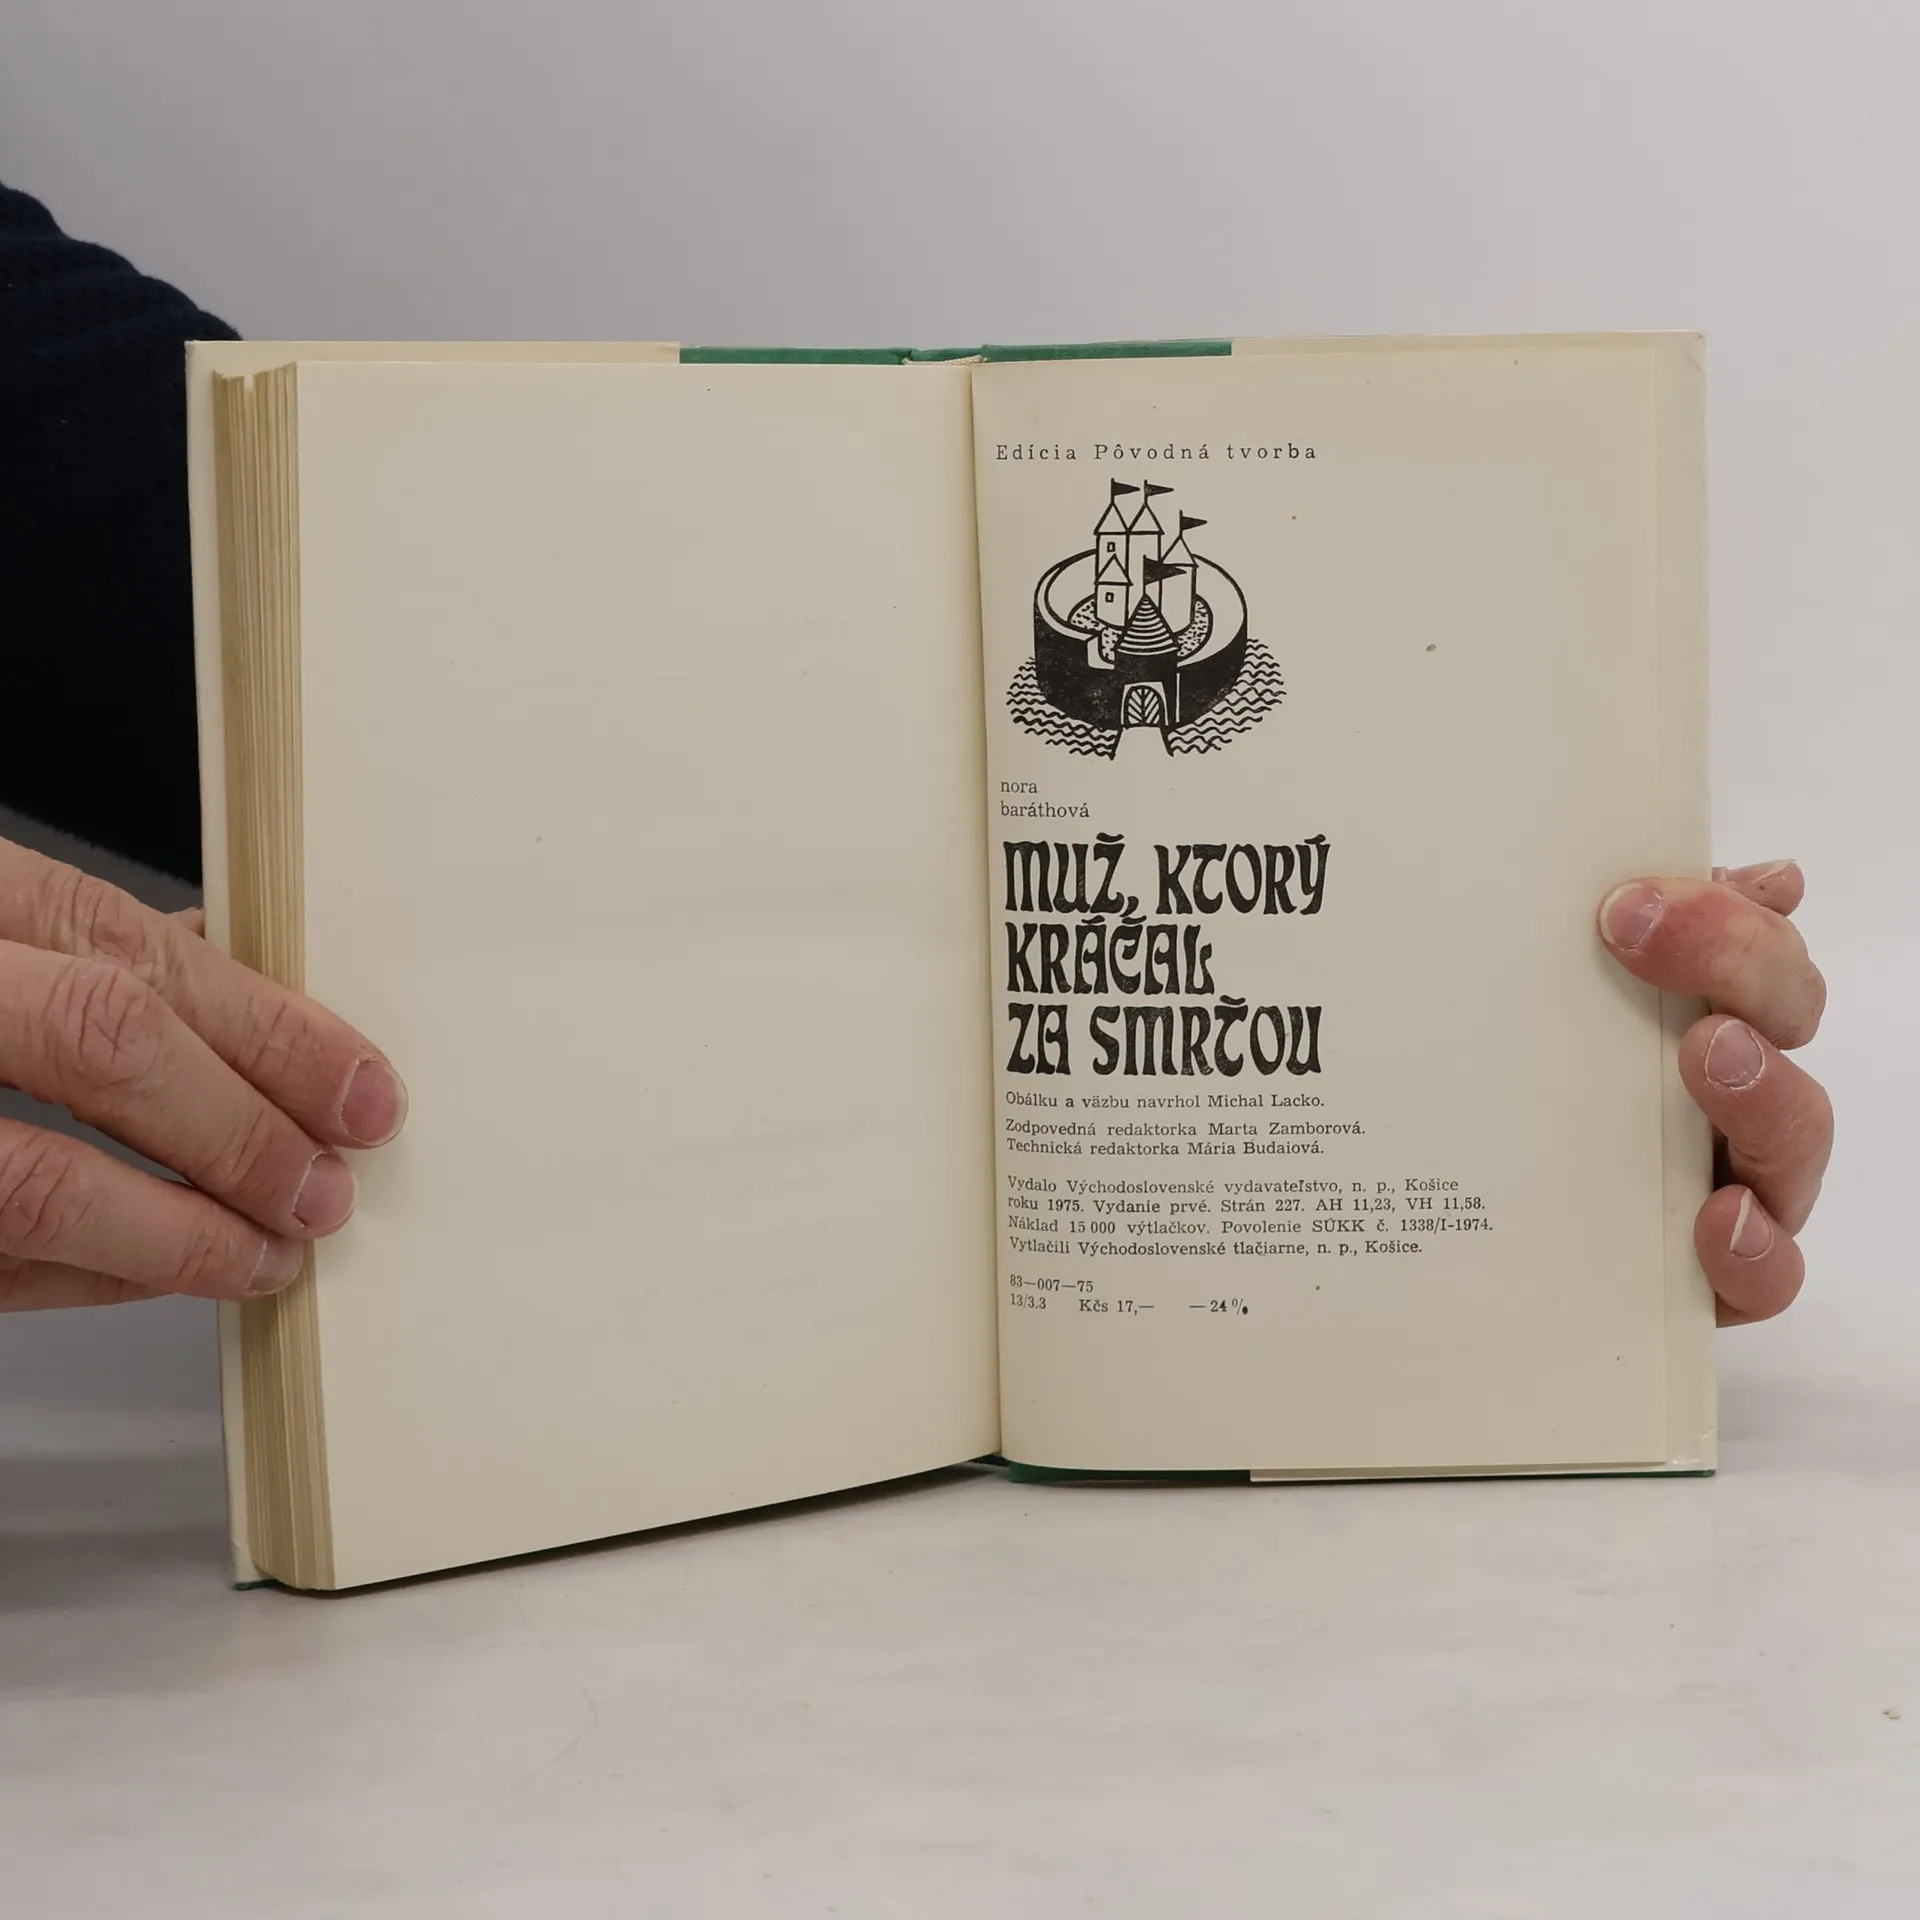 Edícia Pôvodná tvorba
nora
baráthová
MUŽ, KTORÝ
KRÁČAL
ZA SMRŤOU
Obálku a väzbu navrhol Michal Lacko.
Zodpovedná redaktorka Marta Zamborová.
Technická redaktorka Mária Budaiová.
Vydalo Východoslovenské vydavateľstvo, n. p., Košice
roku 1975. Vydanie prvé. Strán 227. AH 11,23, VH 11,58.
Náklad 15 000 výtlačkov. Povolenie SÚKK č. 1338/I-1974.
Vytlačili Východoslovenské tlačiarne, n. p., Košice.
83—007—75
13/3.3 Kčs 17,— — 24 %